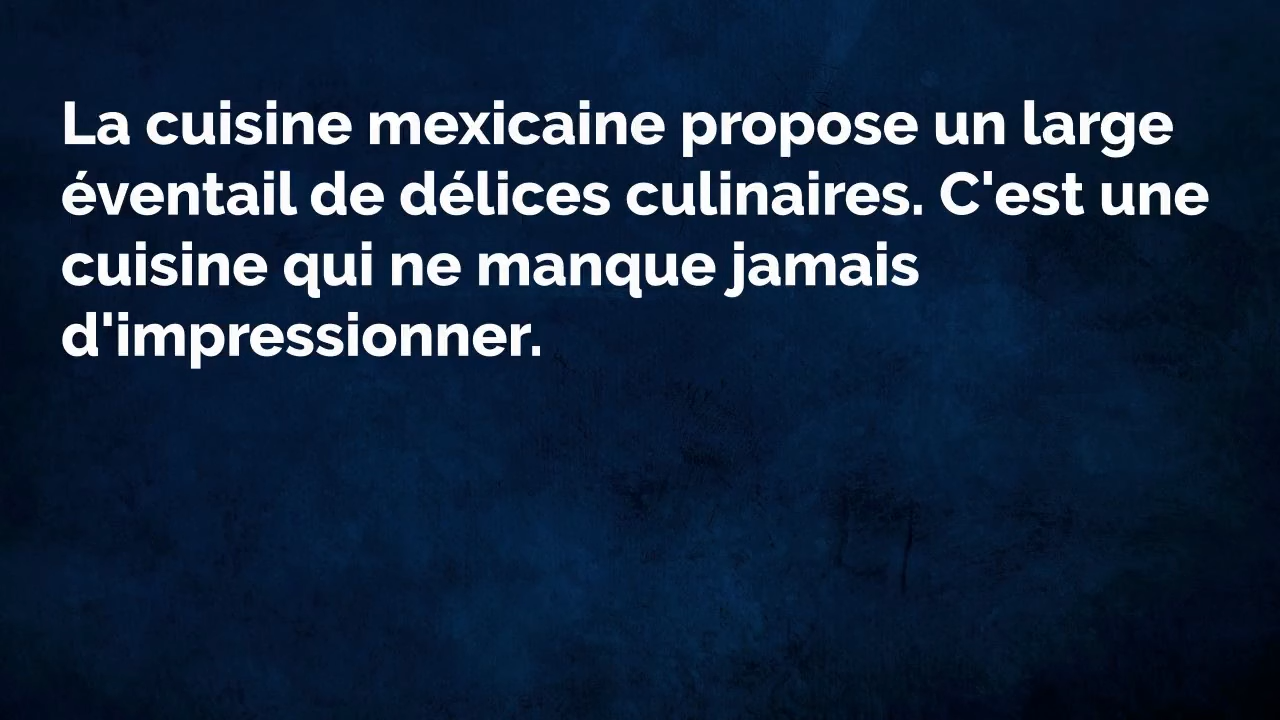 La cuisine mexicaine propose un large
éventail de délices culinaires. C'est une
cuisine qui ne manque jamais
d'impressionner.